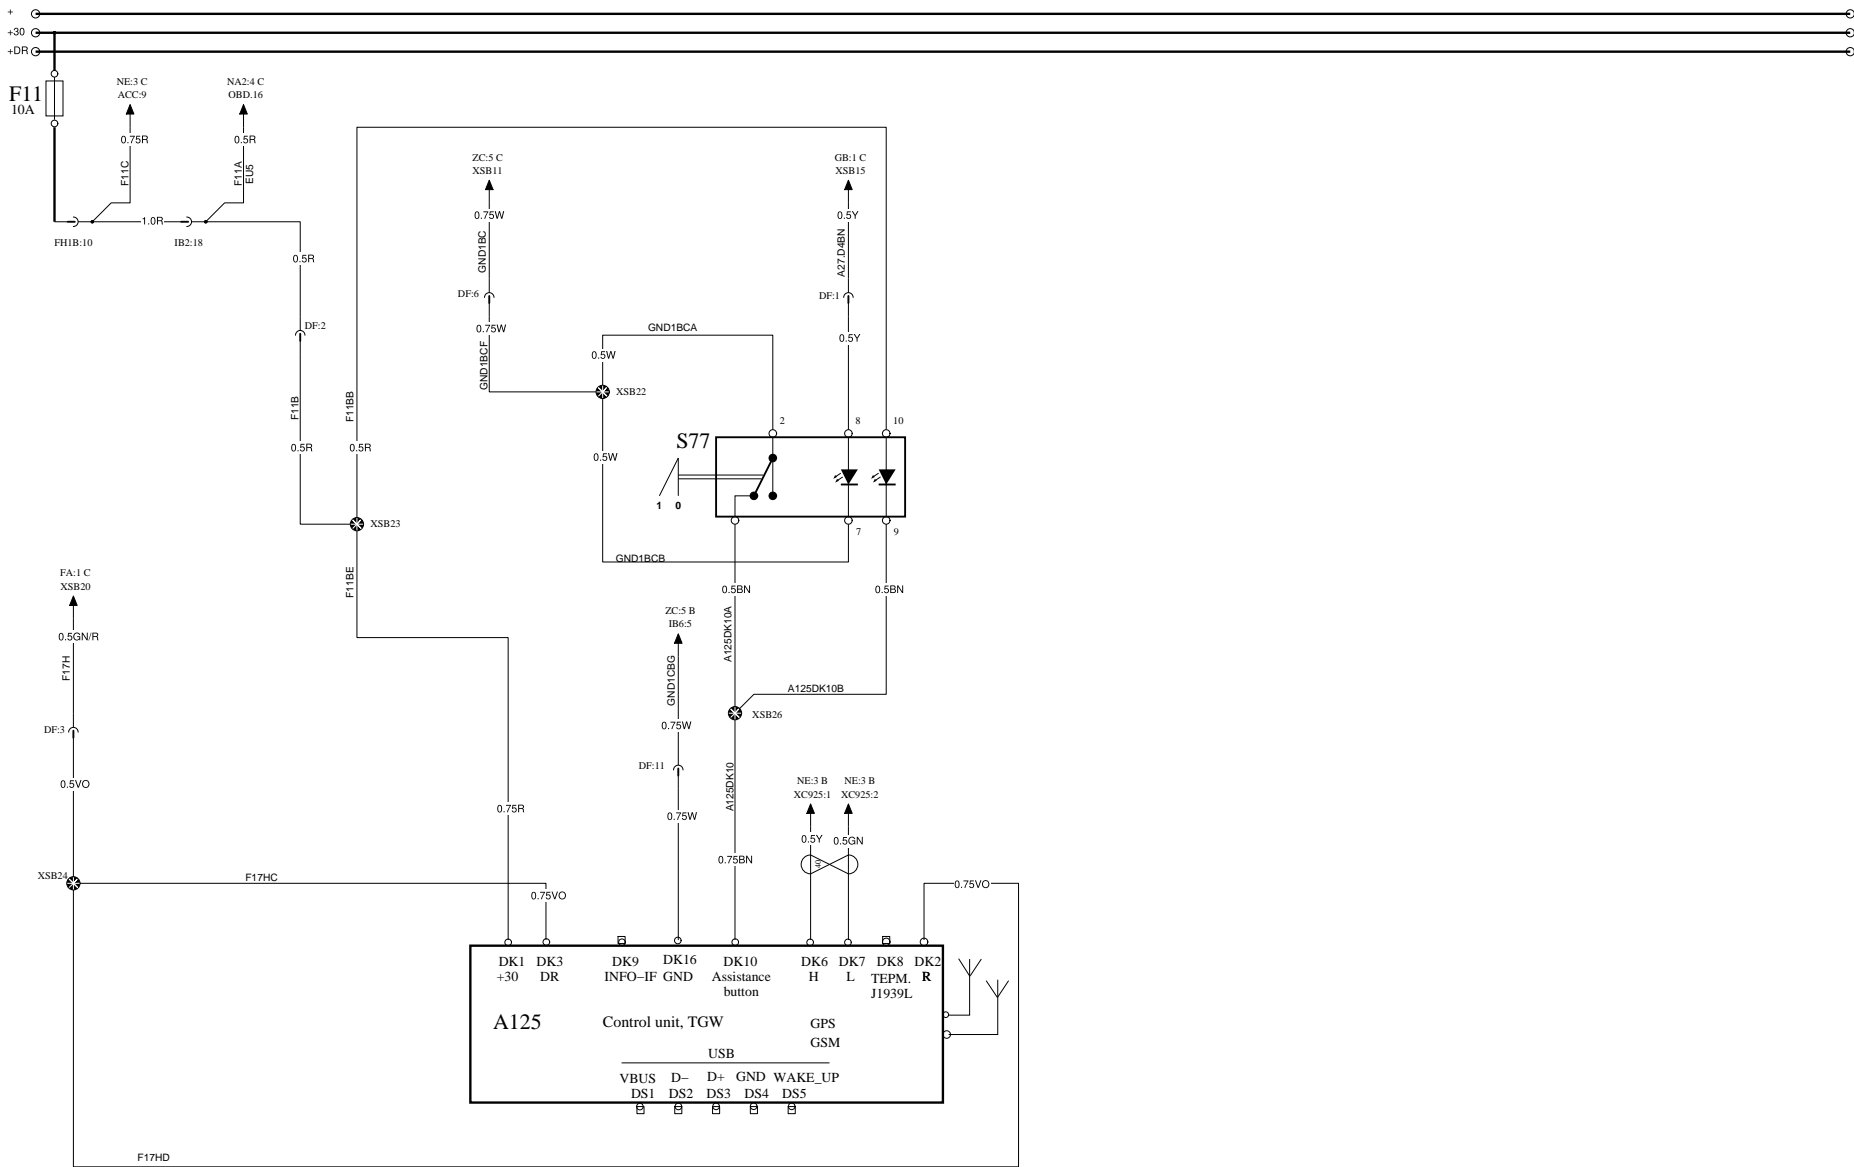 +
+30
+DR
F11
10A
NE:3 C
ACC:9
NA2:4 C
OBD.16
0.75R
0.5R
F11C
F11A
EU5
1.0R
FH1B:10
IB2:18
0.5R
DF:2
F11B
0.5R
F11BB
0.5R
XSB23
F11BE
ZC:5 C
XSB11
0.75W
GND1BC
DF:6
0.75W
GND1BCF
GND1BCA
0.5W
XSB22
0.5W
GND1BCB
GB:1 C
XSB15
0.5Y
A27.D4BN
DF:1
0.5Y
2
8
10
S77
1 0
7
9
0.5BN
0.5BN
A125DK10A
A125DK10B
XSB26
A125DK10
0.75BN
FA:1 C
XSB20
0.5GN/R
F17H
DF:3
0.5VO
XSB24
F17HC
0.75VO
0.75R
ZC:5 B
IB6:5
GND1CBG
0.75W
DF:11
0.75W
NE:3 B
XC925:1
NE:3 B
XC925:2
0.5Y
0.5GN
0.75VO
DK1 DK3 DK9 DK16 DK10 DK6 DK7 DK8 DK2
+30 DR INFO−IF GND Assistance H L TEPM. R
button J1939L
A125 Control unit, TGW GPS
GSM
USB
VBUS D− D+ GND WAKE_UP
DS1 DS2 DS3 DS4 DS5
F17HD